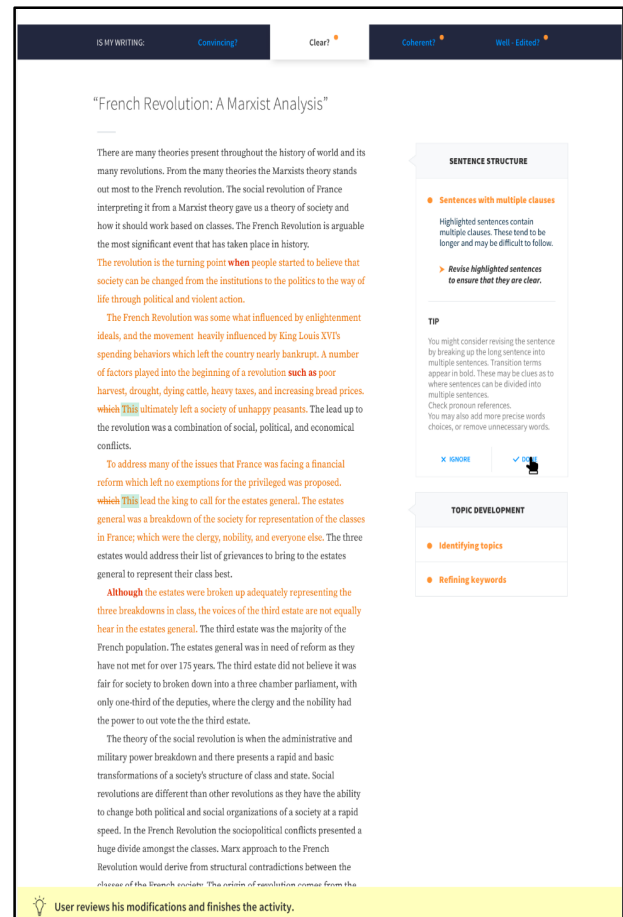 IS MY WRITING:
Convincing?
Clear?
Coherent?
Well - Edited?
“French Revolution: A Marxist Analysis”
There are many theories present throughout the history of world and its
many revolutions. From the many theories the Marxists theory stands
out most to the French revolution. The social revolution of France
interpreting it from a Marxist theory gave us a theory of society and
how it should work based on classes. The French Revolution is arguable
the most significant event that has taken place in history.
The revolution is the turning point when people started to believe that
society can be changed from the institutions to the politics to the way of
life through political and violent action.
The French Revolution was some what influenced by enlightenment
ideals, and the movement heavily influenced by King Louis XVI's
spending behaviors which left the country nearly bankrupt. A number
of factors played into the beginning of a revolution such as poor
harvest, drought, dying cattle, heavy taxes, and increasing bread prices.
which This ultimately left a society of unhappy peasants. The lead up to
the revolution was a combination of social, political, and economical
conflicts.
To address many of the issues that France was facing a financial
reform which left no exemptions for the privileged was proposed.
which This lead the king to call for the estates general. The estates
general was a breakdown of the society for representation of the classes
in France; which were the clergy, nobility, and everyone else. The three
estates would address their list of grievances to bring to the estates
general to represent their class best.
Although the estates were broken up adequately representing the
three breakdowns in class, the voices of the third estate are not equally
hear in the estates general. The third estate was the majority of the
French population. The estates general was in need of reform as they
have not met for over 175 years. The third estate did not believe it was
fair for society to broken down into a three chamber parliament, with
only one-third of the deputies, where the clergy and the nobility had
the power to out vote the the third estate.
The theory of the social revolution is when the administrative and
military power breakdown and there presents a rapid and basic
transformations of a society's structure of class and state. Social
revolutions are different than other revolutions as they have the ability
to change both political and social organizations of a society at a rapid
speed. In the French Revolution the sociopolitical conflicts presented a
huge divide amongst the classes. Marx approach to the French
Revolution would derive from structural contradictions between the
classes of the French society. The origin of revolution comes from the
SENTENCE STRUCTURE
Sentences with multiple clauses
Highlighted sentences contain
multiple clauses. These tend to be
longer and may be difficult to follow.
Revise highlighted sentences
to ensure that they are clear.
TIP
You might consider revising the sentence
by breaking up the long sentence into
multiple sentences. Transition terms
appear in bold. These may be clues as to
where sentences can be divided into
multiple sentences.
Check pronoun references.
You may also add more precise words
choices, or remove unnecessary words.
IGNORE
DONE
TOPIC DEVELOPMENT
Identifying topics
Refining keywords
User reviews his modifications and finishes the activity.